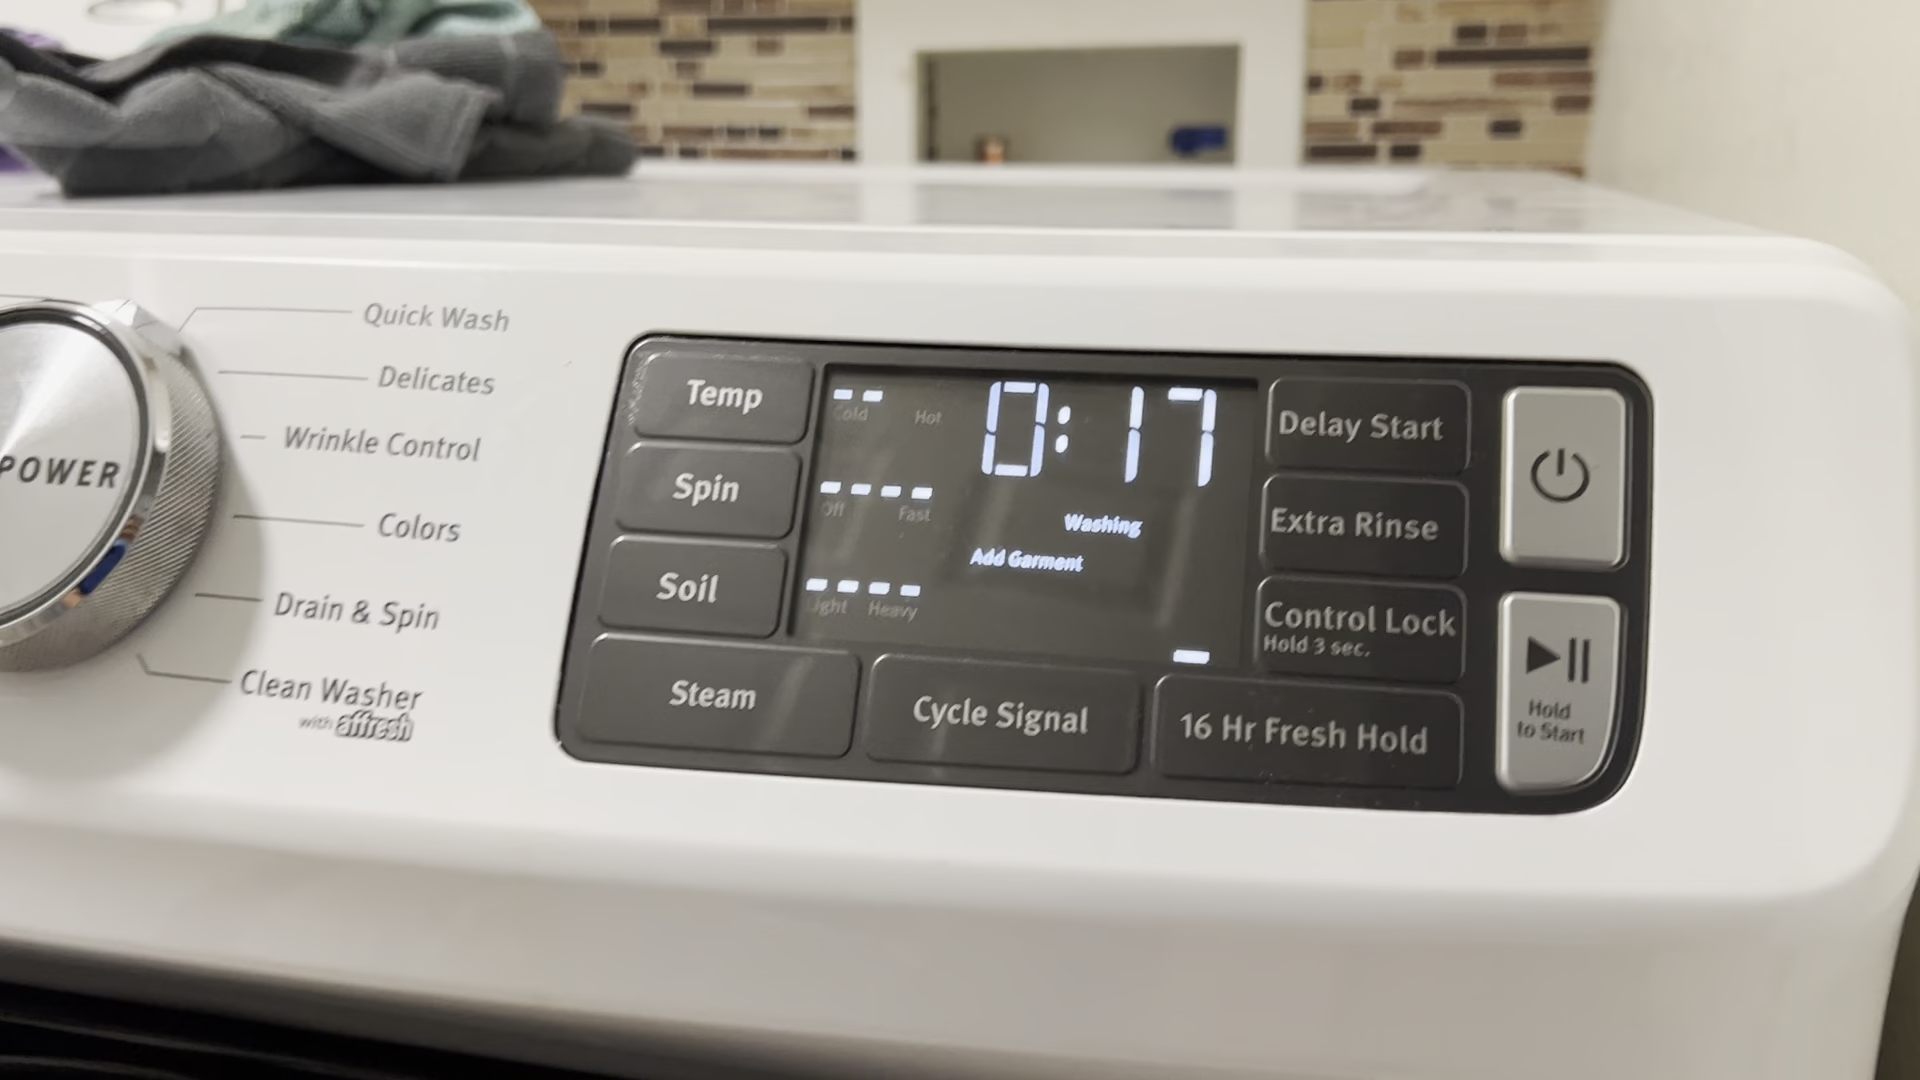 Quick Wash
Delicates
Wrinkle Control
POWER
Colors
Drain & Spin
Clean Washer
with affresh
Temp
Cold Hot
0:17
Delay Start
Spin
Off Fast
Washing
Extra Rinse
Add Garment
Soil
Light Heavy
Control Lock
Hold 3 sec.
Hold
to Start
Steam
Cycle Signal
16 Hr Fresh Hold